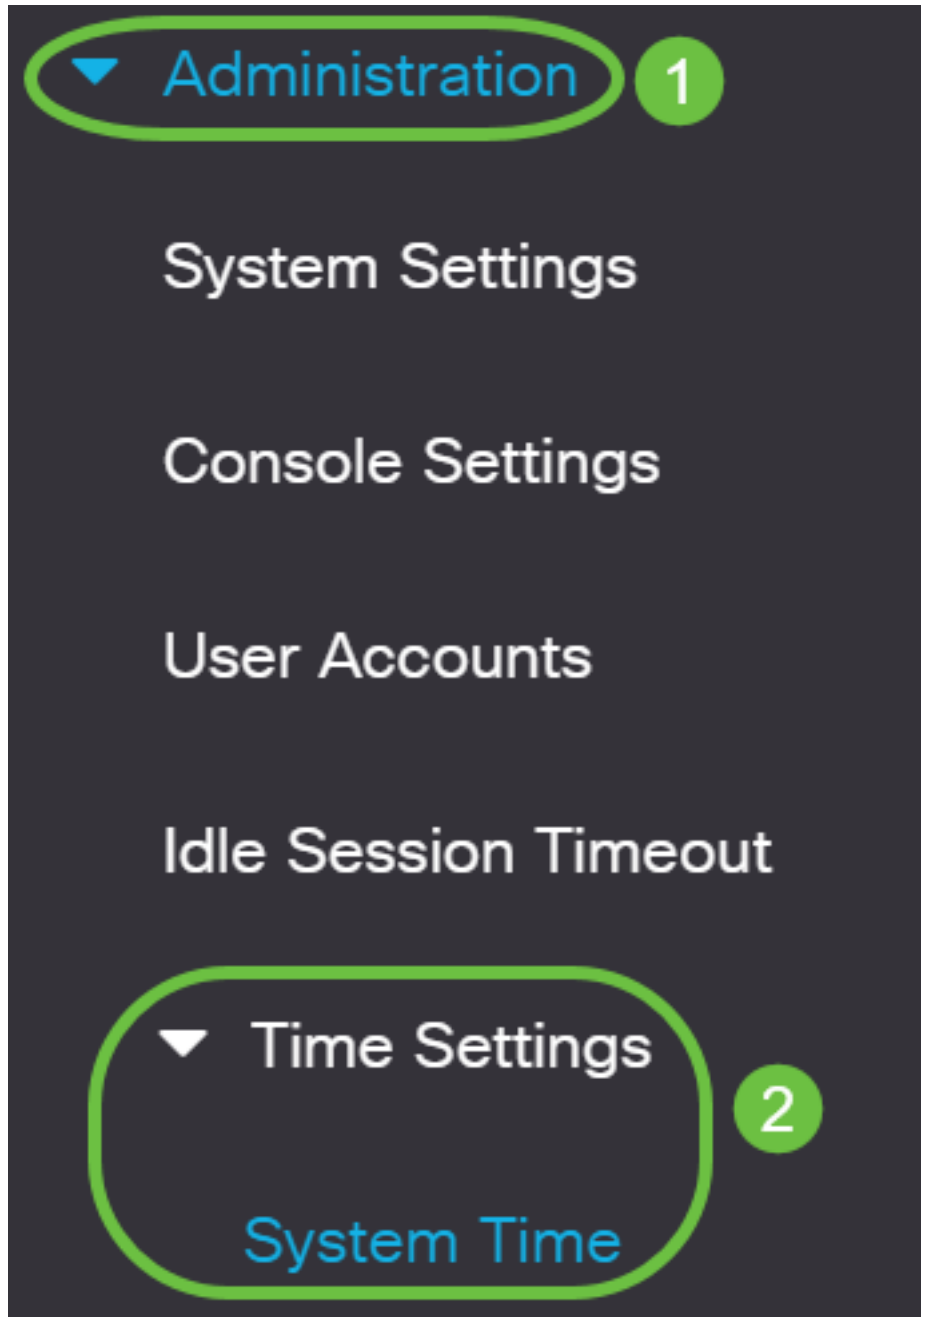 Administration 1
System Settings
Console Settings
User Accounts
Idle Session Timeout
Time Settings
2
System Time